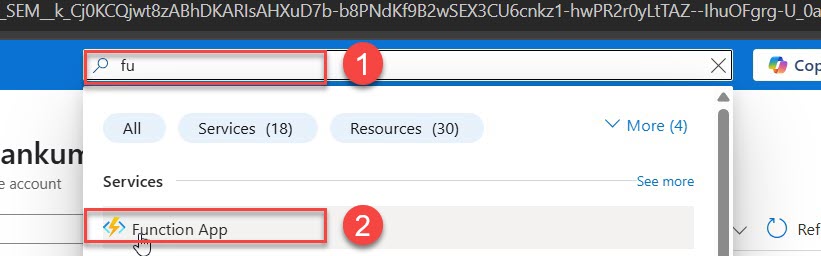 _SEM__k_Cj0KCQjwt8zABhDKARIsAHXuD7b-b8PNdKf9B2wSEX3CU6cnkz1-hwPR2r0yLtTAZ--IhuOFgrg-U_0a
fu
1
Cop
All
Services (18)
Resources (30)
More (4)
ankum
e account
Services
See more
Function App
2
Ref